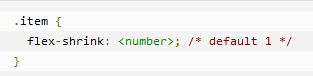 .item {
  flex-shrink: <number>; /* default 1 */
}